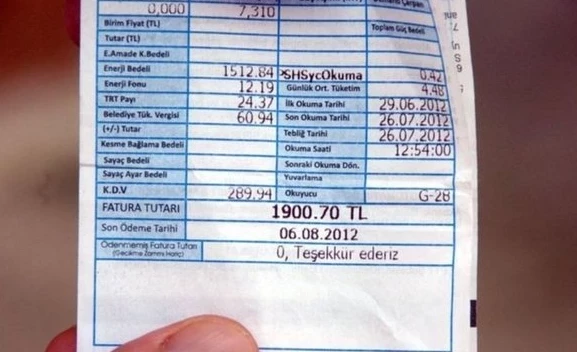 0,000 7,310
Birim Fiyat (TL) Toplam Güç Bedeli
Tutar (TL)
E.Amade K.Bedeli
Enerji Bedeli 1512.84 >SHSycOkuma 0.42
Enerji Fonu 12.19 Günlük Ort. Tüketim 4.48
TRT Payı 24.37 İlk Okuma Tarihi 29.06.2012
Belediye Tük. Vergisi 60.94 Son Okuma Tarihi 26.07.2012
(+/-) Tutar Tebliğ Tarihi 26.07.2012
Kesme Bağlama Bedeli Okuma Saati 12:54:00
Sayaç Bedeli Sonraki Okuma Dön.
Sayaç Ayar Bedeli Yuvarlama
K.D.V 289.94 Okuyucu G-28
FATURA TUTARI 1900.70 TL
Son Ödeme Tarihi 06.08.2012
Ödenmemiş Fatura Tutarı 0, Teşekkür ederiz
(Gecikme Zammı Hariç)